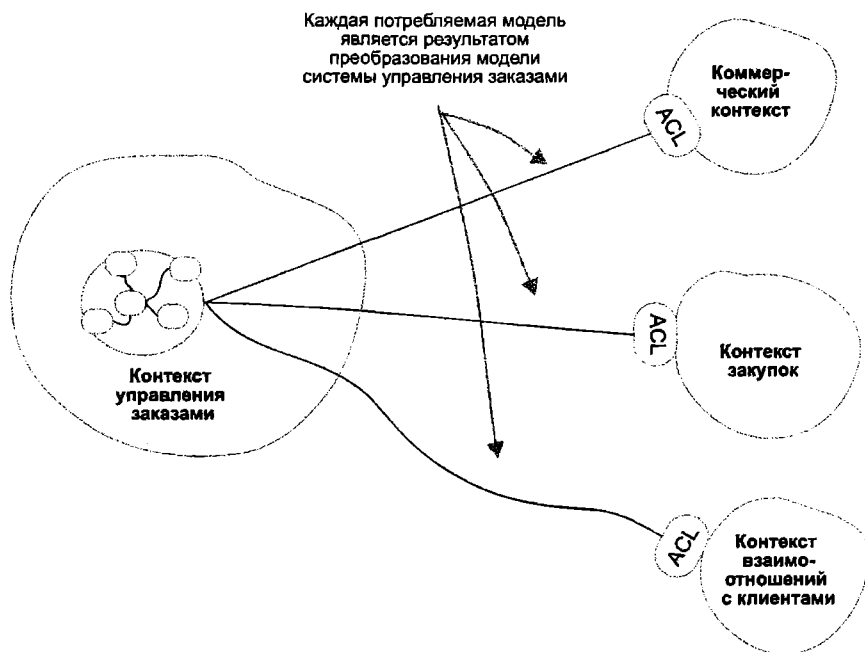 Каждая потребляемая модель
является результатом
преобразования модели
системы управления заказами
Коммер-
ческий
контекст
ACL
Контекст
управления
заказами
ACL
Контекст
закупок
ACL
Контекст
взаимо-
отношений
с клиентами